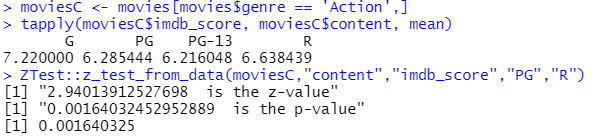 > moviesC <- movies[movies$genre == 'Action',]
> tapply(moviesC$imdb_score, moviesC$content, mean)
G PG PG-13 R
7.220000 6.285444 6.216048 6.638439
> ZTest::z_test_from_data(moviesC,"content","imdb_score","PG","R")
[1] "2.94013912527698  is the z-value"
[1] "0.00164032452952889  is the p-value"
[1] 0.001640325